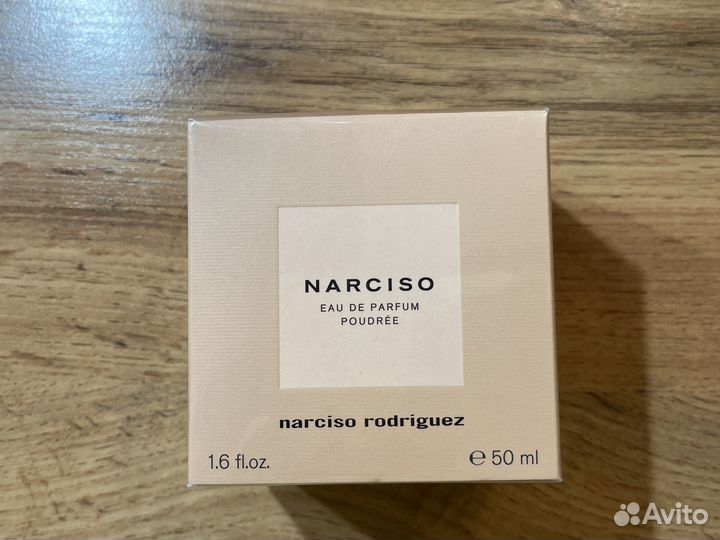 NARCISO
EAU DE PARFUM
POUDRÉE
narciso rodriguez
1.6 fl.oz. ℮ 50 ml
Avito